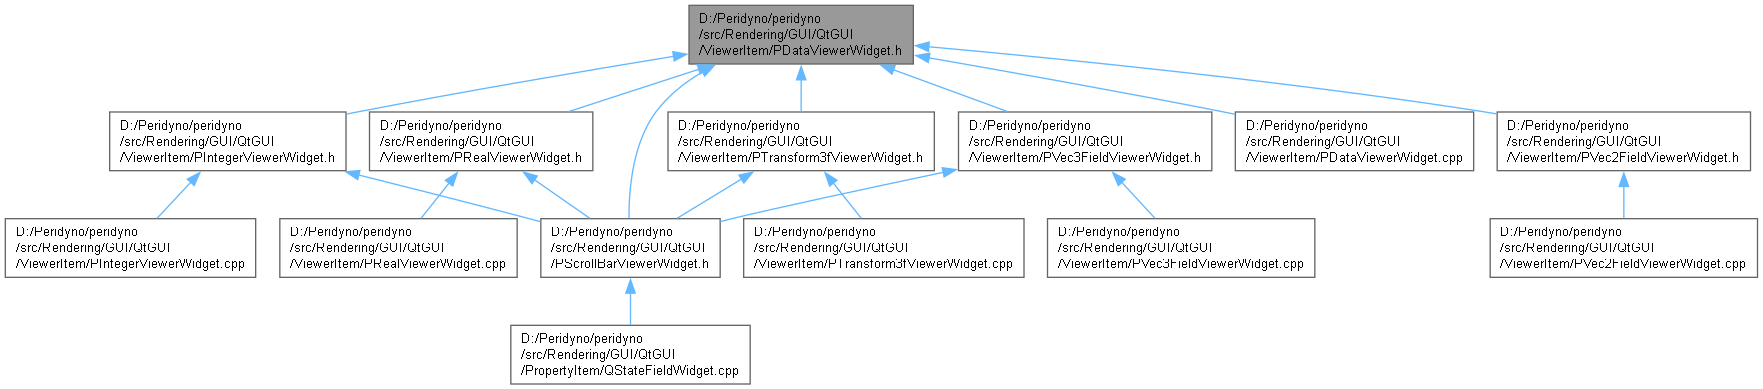 D:/Peridyno/peridyno
/src/Rendering/GUI/QtGUI
/ViewerItem/PDataViewerWidget.h
D:/Peridyno/peridyno
/src/Rendering/GUI/QtGUI
/ViewerItem/PIntegerViewerWidget.h
D:/Peridyno/peridyno
/src/Rendering/GUI/QtGUI
/ViewerItem/PRealViewerWidget.h
D:/Peridyno/peridyno
/src/Rendering/GUI/QtGUI
/ViewerItem/PTransform3fViewerWidget.h
D:/Peridyno/peridyno
/src/Rendering/GUI/QtGUI
/ViewerItem/PVec3FieldViewerWidget.h
D:/Peridyno/peridyno
/src/Rendering/GUI/QtGUI
/ViewerItem/PDataViewerWidget.cpp
D:/Peridyno/peridyno
/src/Rendering/GUI/QtGUI
/ViewerItem/PVec2FieldViewerWidget.h
D:/Peridyno/peridyno
/src/Rendering/GUI/QtGUI
/ViewerItem/PIntegerViewerWidget.cpp
D:/Peridyno/peridyno
/src/Rendering/GUI/QtGUI
/ViewerItem/PRealViewerWidget.cpp
D:/Peridyno/peridyno
/src/Rendering/GUI/QtGUI
/PScrollBarViewerWidget.h
D:/Peridyno/peridyno
/src/Rendering/GUI/QtGUI
/ViewerItem/PTransform3fViewerWidget.cpp
D:/Peridyno/peridyno
/src/Rendering/GUI/QtGUI
/ViewerItem/PVec3FieldViewerWidget.cpp
D:/Peridyno/peridyno
/src/Rendering/GUI/QtGUI
/ViewerItem/PVec2FieldViewerWidget.cpp
D:/Peridyno/peridyno
/src/Rendering/GUI/QtGUI
/PropertyItem/QStateFieldWidget.cpp